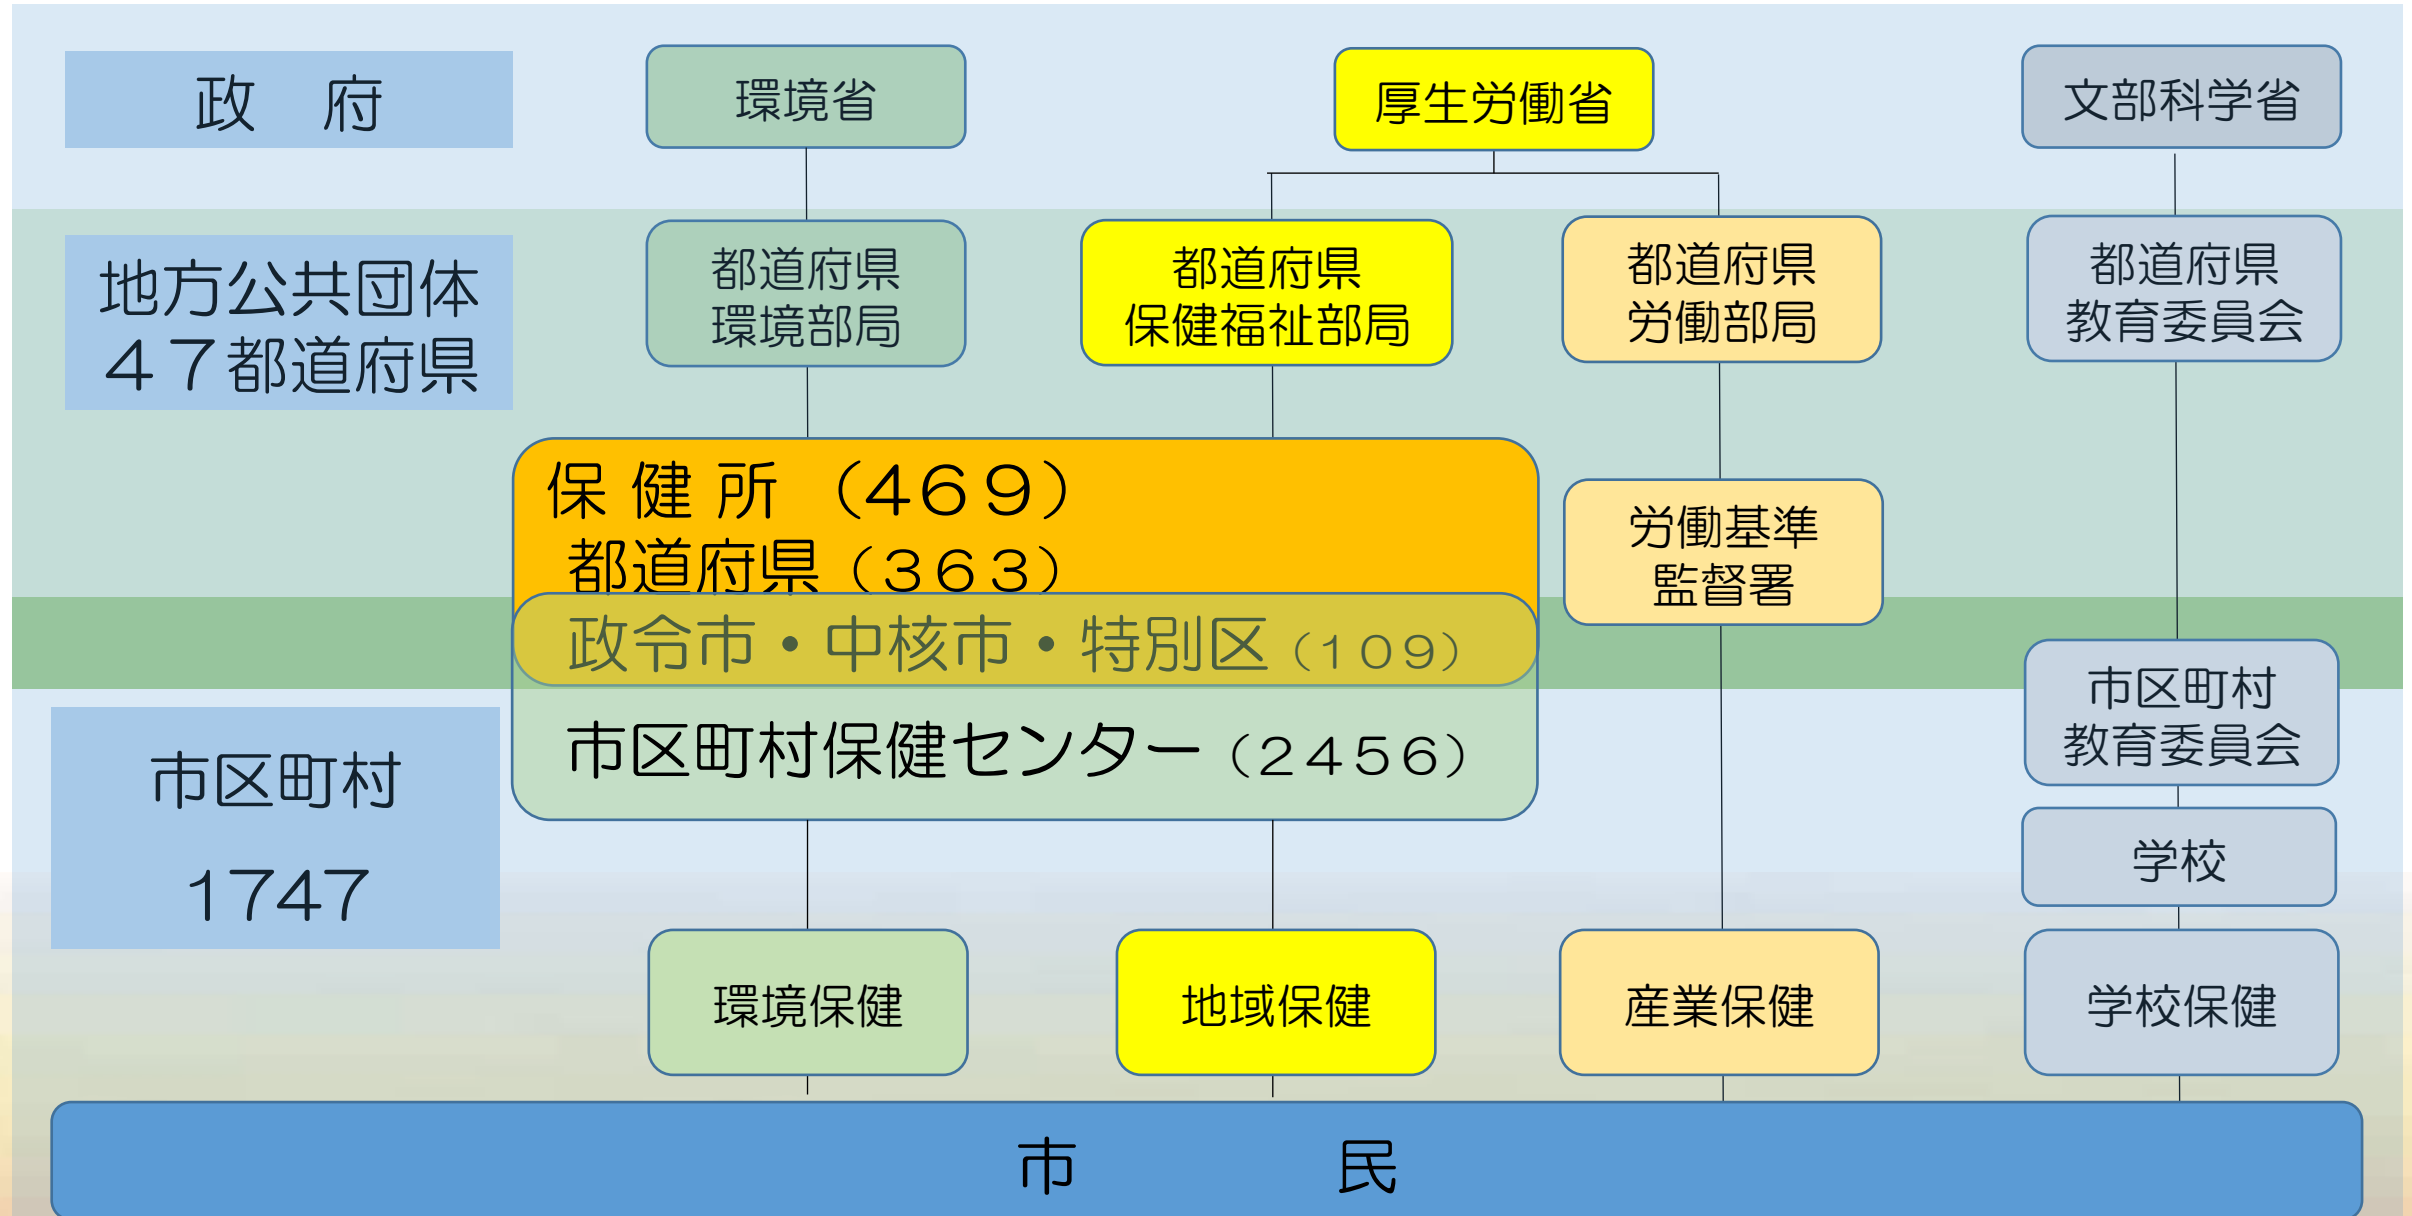 政　府
環境省
厚生労働省
文部科学省
地方公共団体
４７都道府県
都道府県
環境部局
都道府県
保健福祉部局
都道府県
労働部局
都道府県
教育委員会
保 健 所 （４６９）
都道府県（３６３）
政令市・中核市・特別区（１０９）
市区町村保健センター（２４５６）
労働基準
監督署
市区町村
教育委員会
学校
市区町村
1747
環境保健
地域保健
産業保健
学校保健
市　民